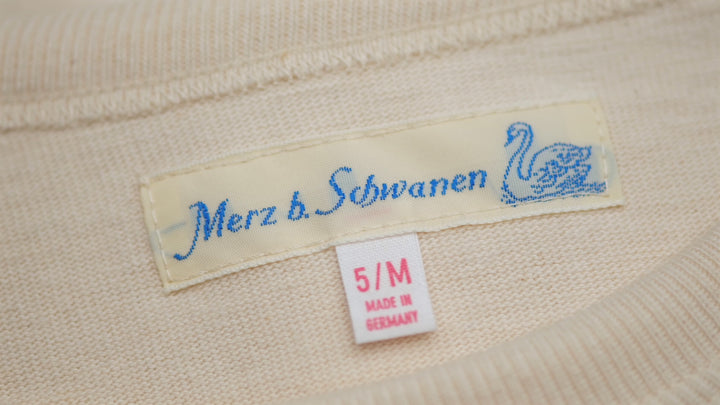 Merz b. Schwanen
5/M
MADE IN
GERMANY